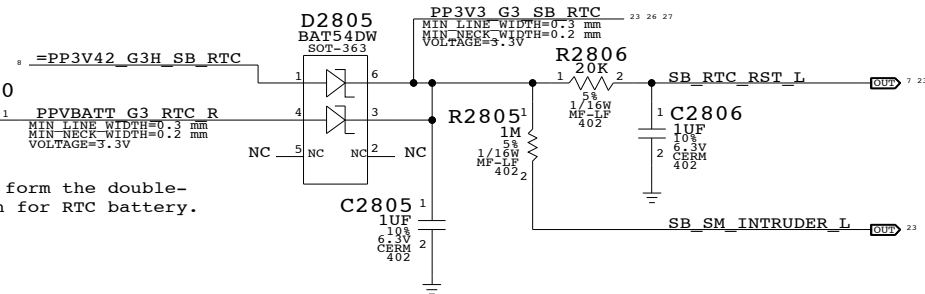 D2805
BAT54DW
SOT-363
PP3V3_G3_SB_RTC
23 26 27
MIN_LINE_WIDTH=0.3 mm
MIN_NECK_WIDTH=0.2 mm
VOLTAGE=3.3V
8
=PP3V42_G3H_SB_RTC
1
6
R2806
20K
1
2
5%
1/16W
MF-LF
402
SB_RTC_RST_L
OUT
7 23
0
1
PPVBATT_G3_RTC_R
MIN_LINE_WIDTH=0.3 mm
MIN_NECK_WIDTH=0.2 mm
VOLTAGE=3.3V
4
3
NC
5
NC
NC
2
NC
R2805
1
1M
5%
1/16W
MF-LF
402
2
C2806
1
1UF
10%
6.3V
2
CERM
402
form the double-
n for RTC battery.
C2805
1
1UF
10%
6.3V
2
CERM
402
SB_SM_INTRUDER_L
OUT
23